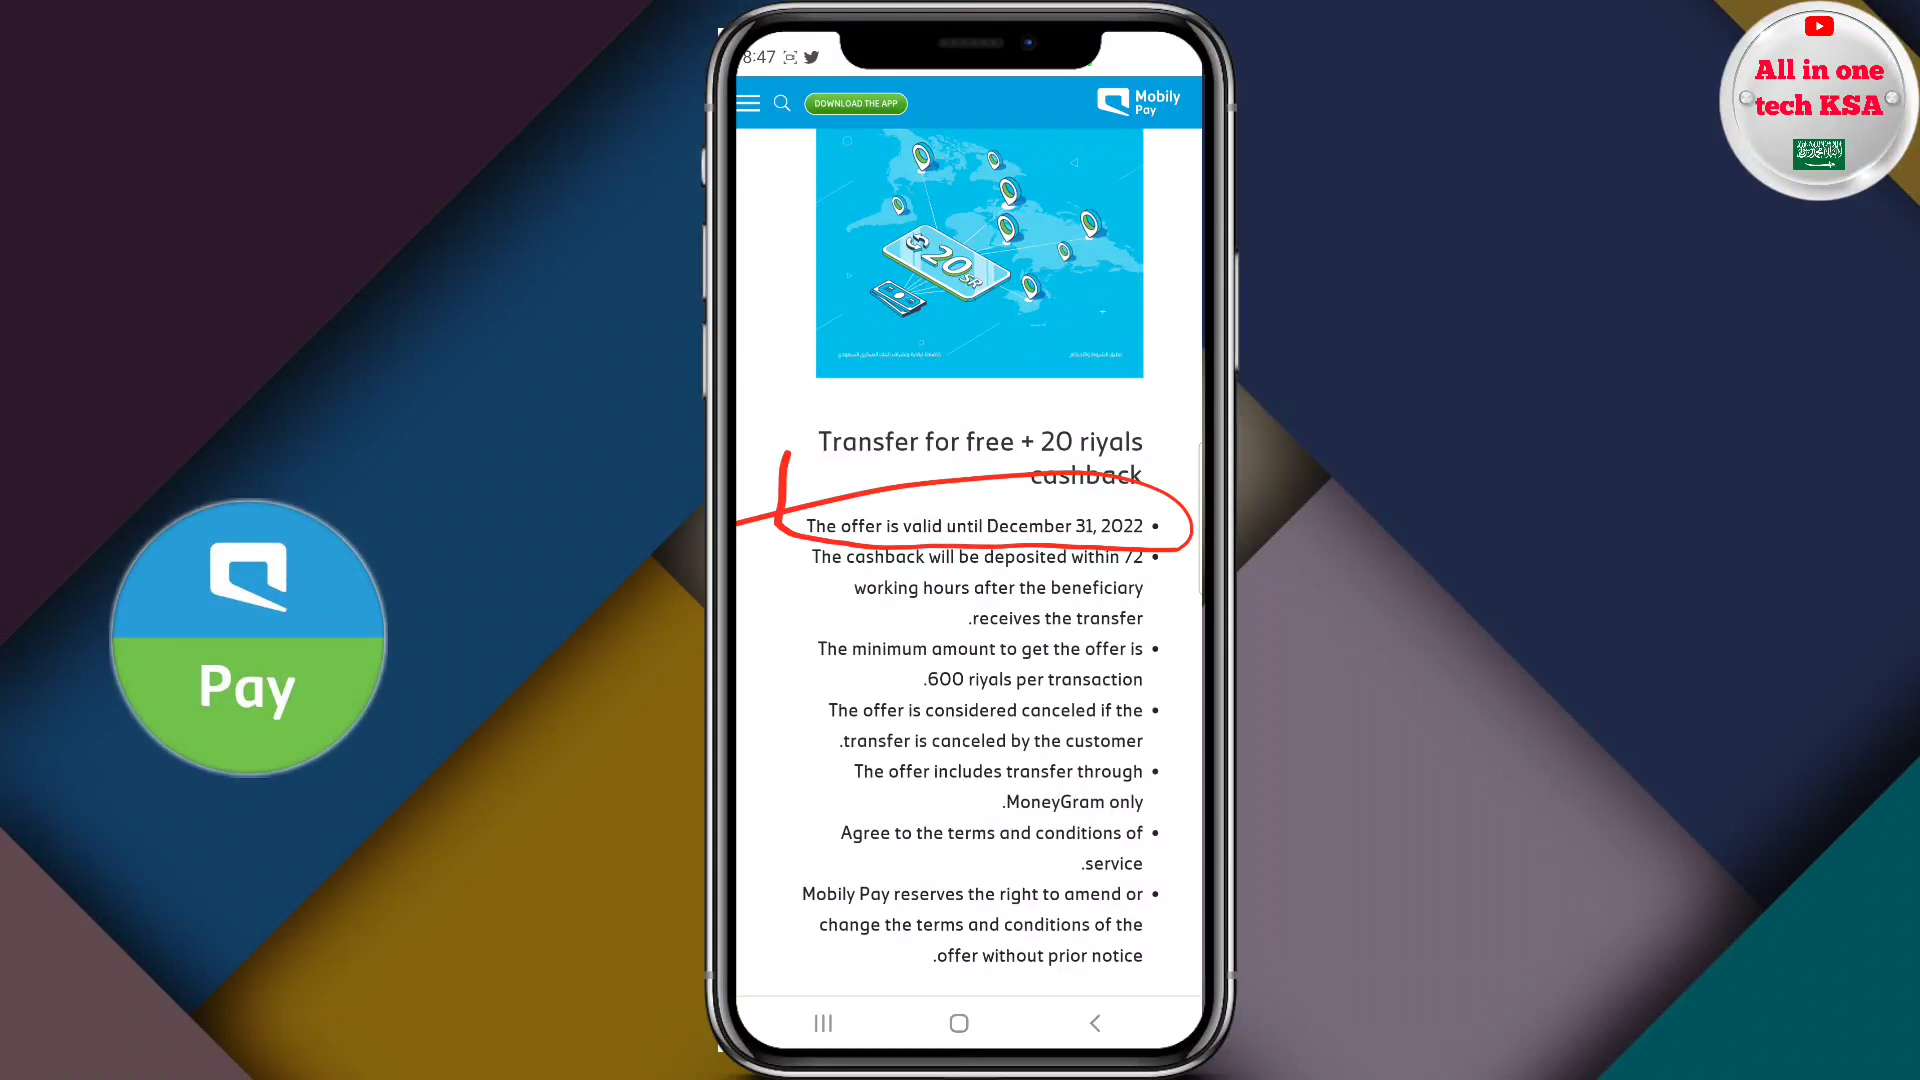 8:47
DOWNLOAD THE APP
Mobily
Pay
All in one
tech KSA
20 SR
Transfer for free + 20 riyals
cashback
The offer is valid until December 31, 2022 •
The cashback will be deposited within 72 •
working hours after the beneficiary
.receives the transfer
The minimum amount to get the offer is •
.600 riyals per transaction
The offer is considered canceled if the •
.transfer is canceled by the customer
The offer includes transfer through •
.MoneyGram only
Agree to the terms and conditions of •
.service
Mobily Pay reserves the right to amend or •
change the terms and conditions of the
.offer without prior notice
Pay